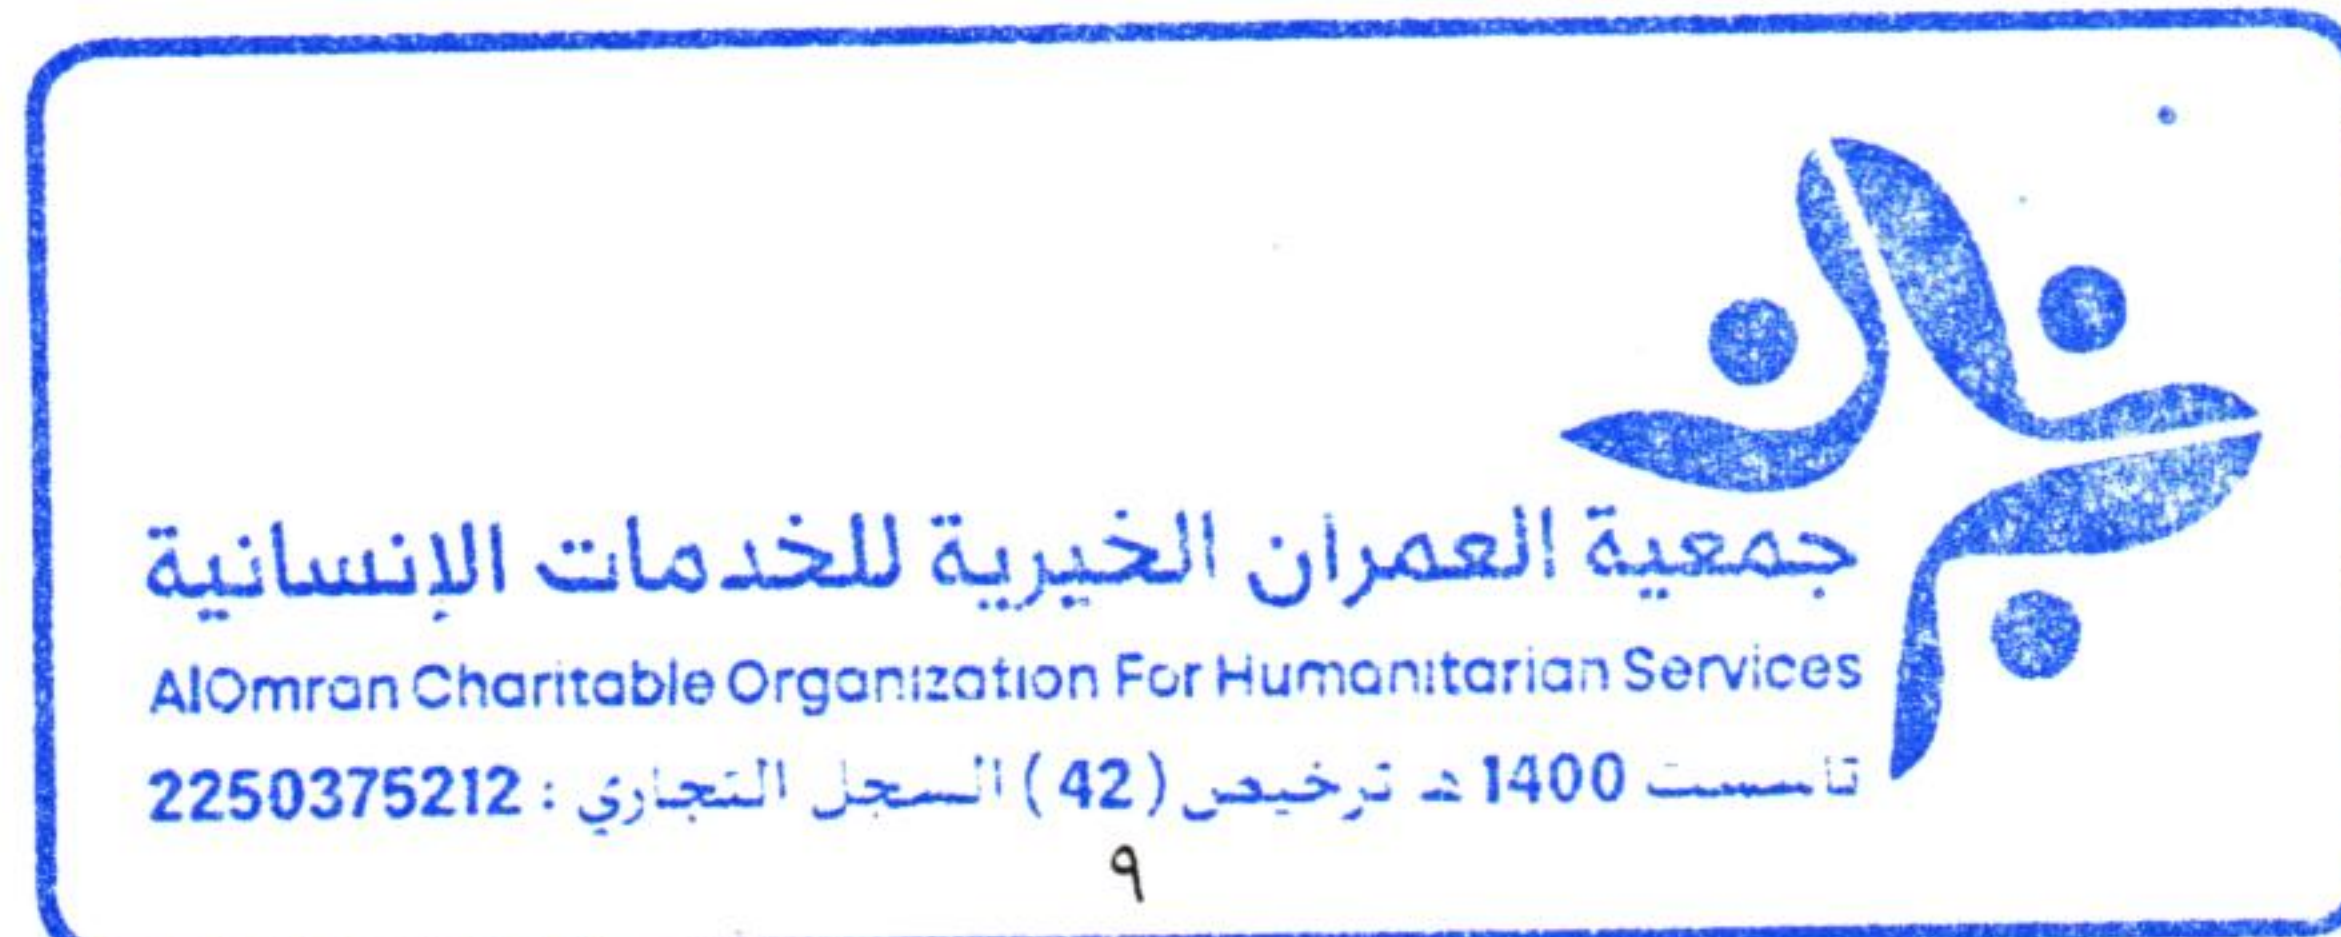 جمعية العمران الخيرية للخدمات الإنسانية
AlOmran Charitable Organization For Humanitarian Services
تأسست 1400 هـ ترخيص (42) السجل التجاري : 2250375212
٩